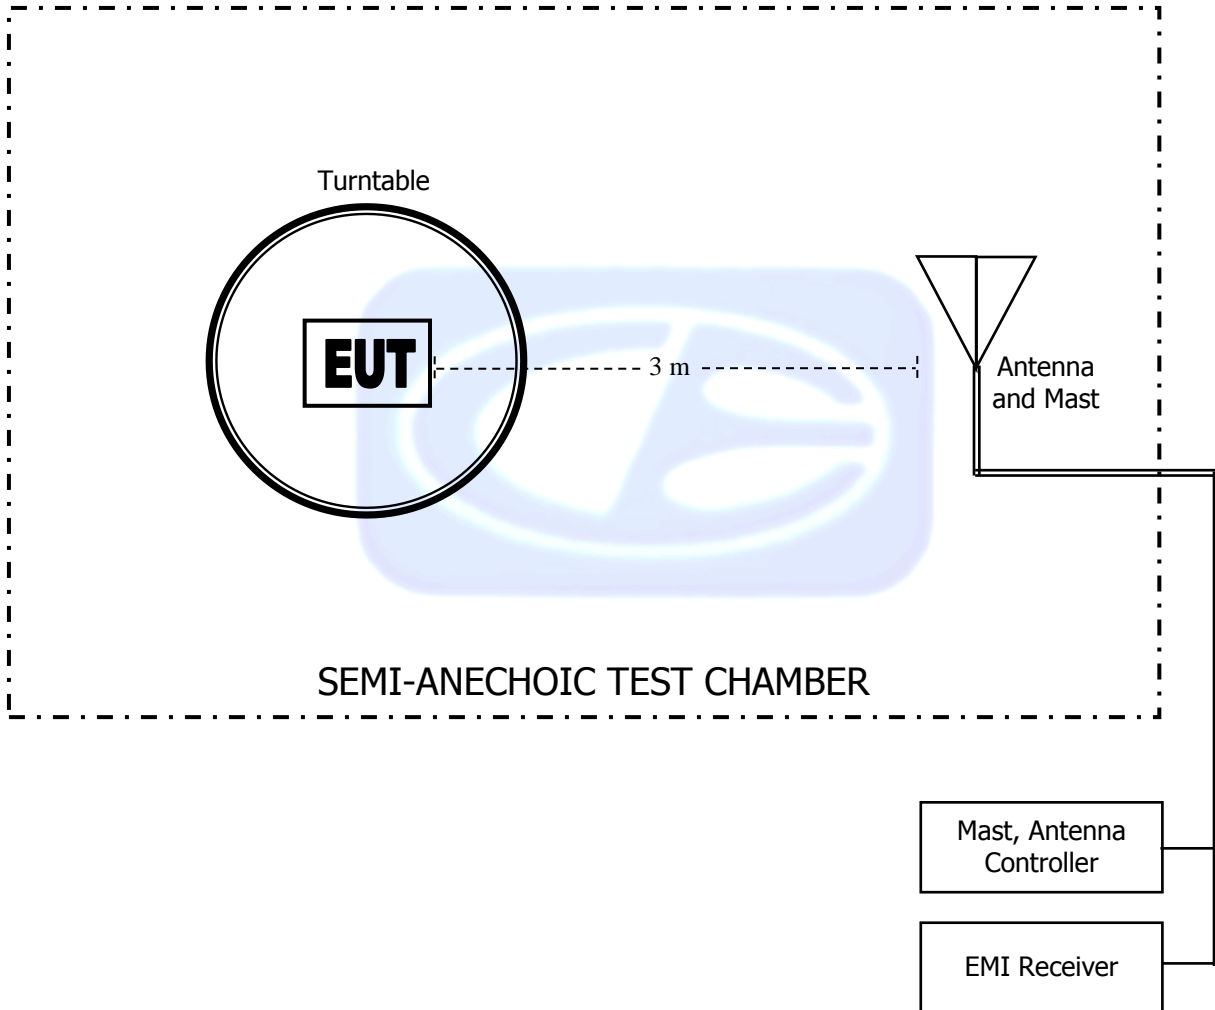 Turntable
EUT
3 m
Antenna
and Mast
SEMI-ANECHOIC TEST CHAMBER
Mast, Antenna
Controller
EMI Receiver